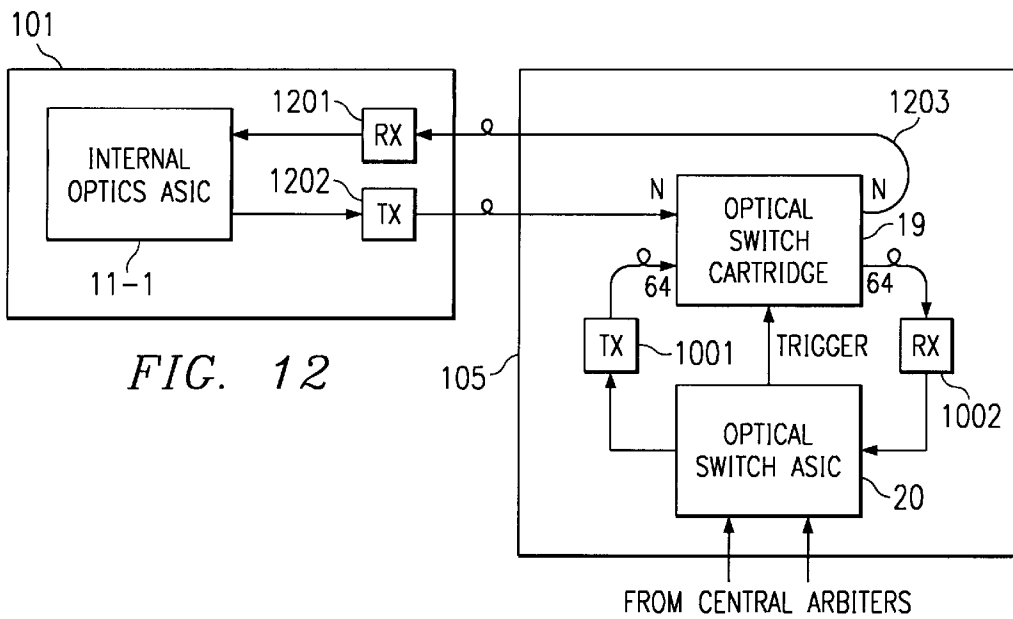 101
1201
1203
RX
INTERNAL
OPTICS ASIC
1202
TX
N
N
OPTICAL
SWITCH
CARTRIDGE
19
11-1
64
64
TX
1001
TRIGGER
RX
FIG. 12
105
1002
OPTICAL
SWITCH ASIC
20
FROM CENTRAL ARBITERS